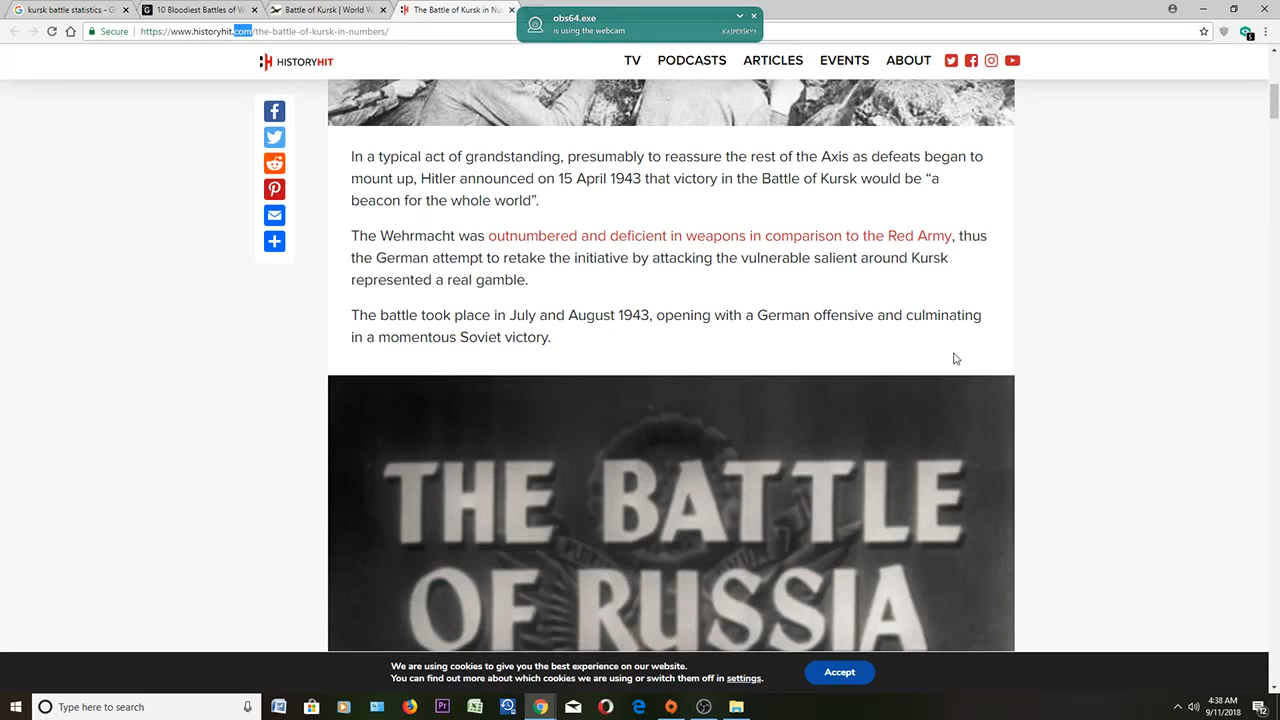 kursk battle statistics - G
10 Bloodiest Battles of W
Battle of Kursk | World W
The Battle of Kursk in Nu
obs64.exe
is using the webcam
KASPERSKY
Secure
https://www.historyhit.com/the-battle-of-kursk-in-numbers/
HISTORYHIT
TV PODCASTS ARTICLES EVENTS ABOUT
In a typical act of grandstanding, presumably to reassure the rest of the Axis as defeats began to
mount up, Hitler announced on 15 April 1943 that victory in the Battle of Kursk would be “a
beacon for the whole world”.
The Wehrmacht was outnumbered and deficient in weapons in comparison to the Red Army, thus
the German attempt to retake the initiative by attacking the vulnerable salient around Kursk
represented a real gamble.
The battle took place in July and August 1943, opening with a German offensive and culminating
in a momentous Soviet victory.
THE BATTLE
OF RUSSIA
We are using cookies to give you the best experience on our website.
You can find out more about which cookies we are using or switch them off in settings.
Accept
Type here to search
4:38 AM
9/11/2018